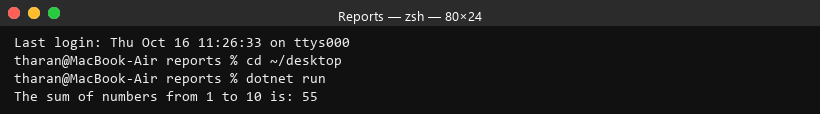 Reports — zsh — 80×24
Last login: Thu Oct 16 11:26:33 on ttys000
tharan@MacBook-Air reports % cd ~/desktop
tharan@MacBook-Air reports % dotnet run
The sum of numbers from 1 to 10 is: 55